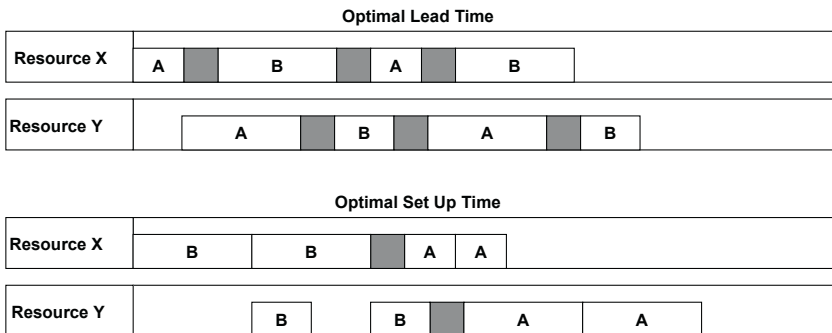 Optimal Lead Time
Resource X A B A B
Resource Y A B A B
Optimal Set Up Time
Resource X B B A A
Resource Y B B A A